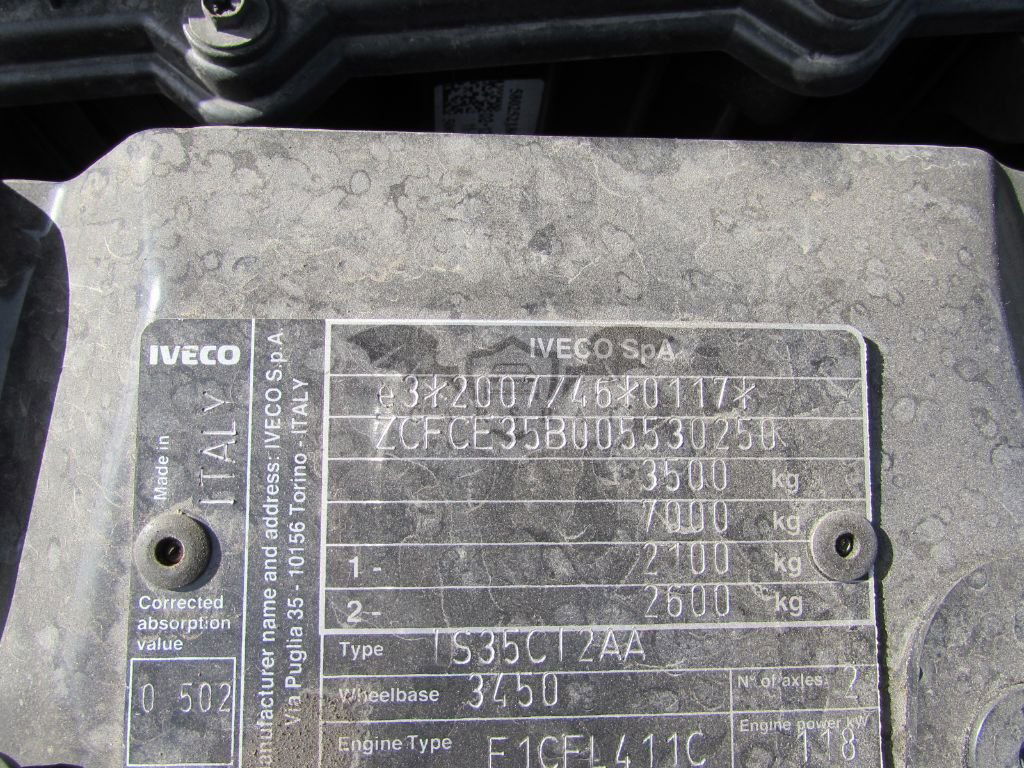 IVECO
Made in
ITALY
anufacturer name and address: IVECO S.p.A.
Via Puglia 35 - 10156 Torino - ITALY
IVECO SpA
e3*2007/46*0117*
ZCFCE35B005530250
3500 kg
7000 kg
1 - 2100 kg
2 - 2600 kg
Corrected
absorption
value
0 502
Type IS35CI2AA
Wheelbase 3450
N° of axles 2
Engine Type F1CFL411C
Engine power kW
118